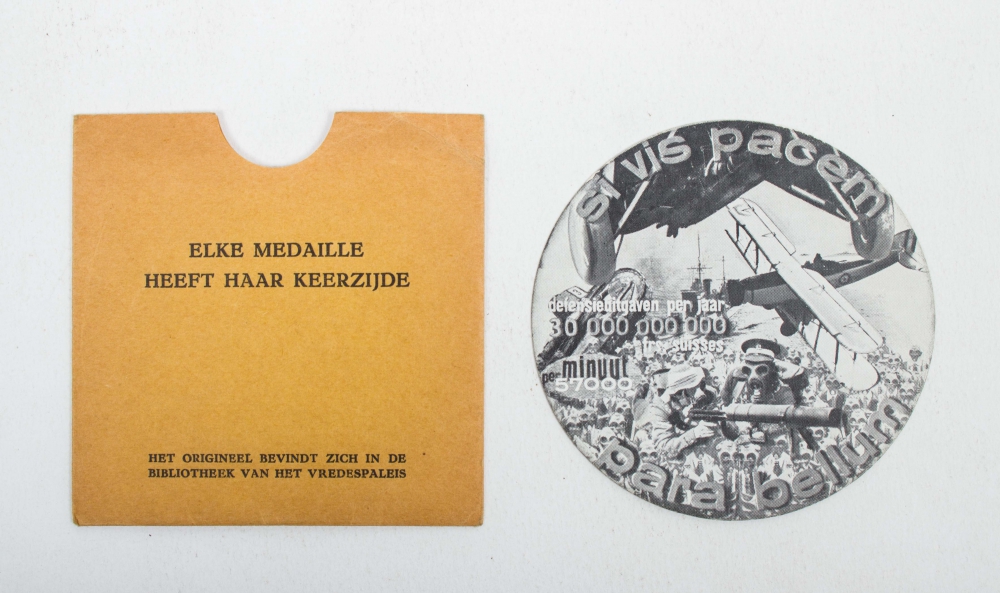 ELKE MEDAILLE
HEEFT HAAR KEERZIJDE
HET ORIGINEEL BEVINDT ZICH IN DE
BIBLIOTHEEK VAN HET VREDESPALEIS
si vis pacem
defensieuitgaven per jaar
30 000 000 000
frs. suisses
per minuut
57000
para bellum